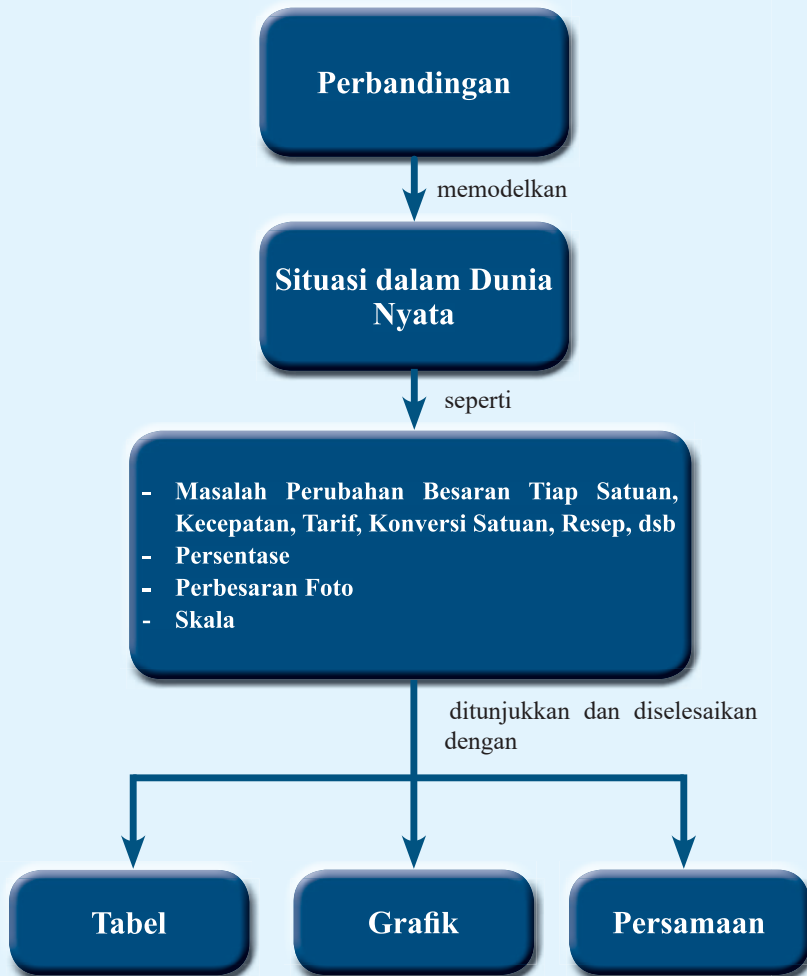 Perbandingan
memodelkan
Situasi dalam Dunia
Nyata
seperti
- Masalah Perubahan Besaran Tiap Satuan,
Kecepatan, Tarif, Konversi Satuan, Resep, dsb
- Persentase
- Perbesaran Foto
- Skala
ditunjukkan dan diselesaikan
dengan
Tabel
Grafik
Persamaan